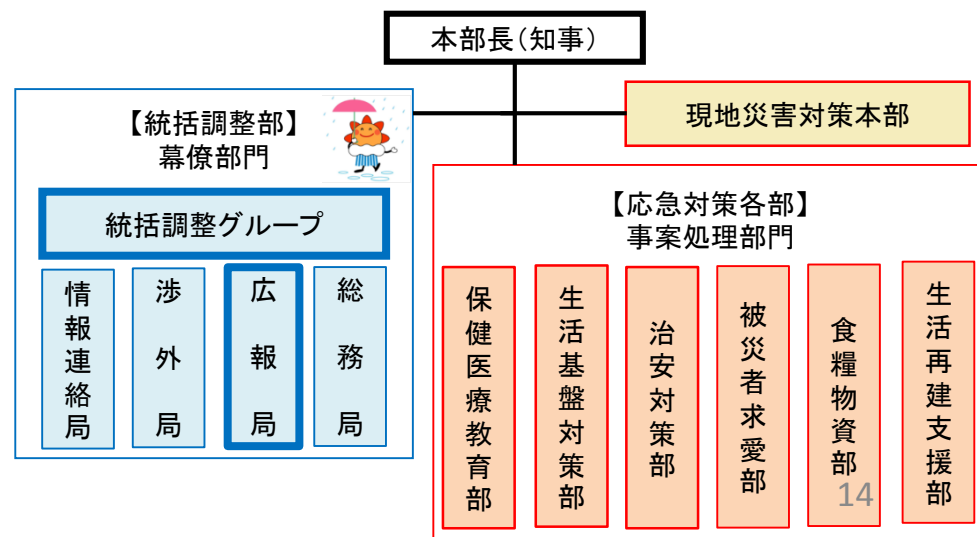 本部長（知事）
【統括調整部】
幕僚部門
統括調整グループ
情報連絡局
渉外局
広報局
総務局
現地災害対策本部
【応急対策各部】
事案処理部門
保健医療教育部
生活基盤対策部
治安対策部
被災者求愛部
食糧物資部
生活再建支援部
14